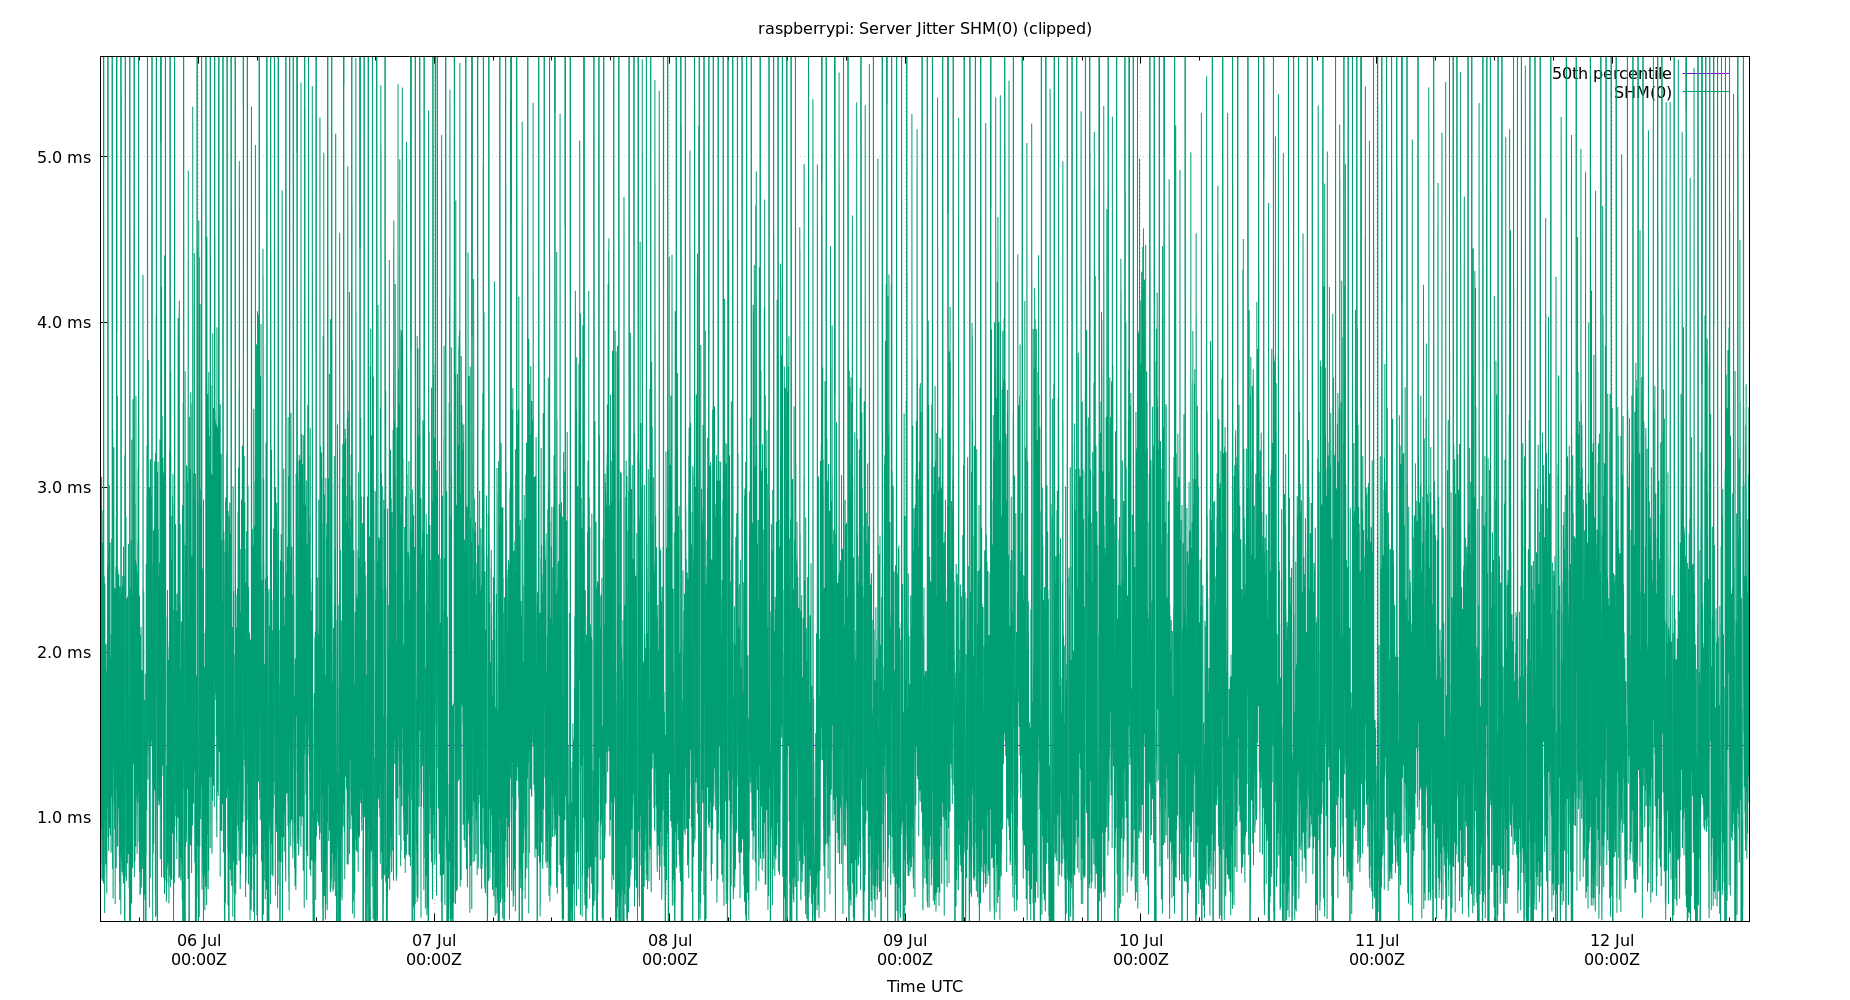 raspberrypi: Server Jitter SHM(0) (clipped)
50th percentile
SHM(0)
5.0 ms
4.0 ms
3.0 ms
2.0 ms
1.0 ms
06 Jul 07 Jul 08 Jul 09 Jul 10 Jul 11 Jul 12 Jul
00:00Z 00:00Z 00:00Z 00:00Z 00:00Z 00:00Z 00:00Z
Time UTC